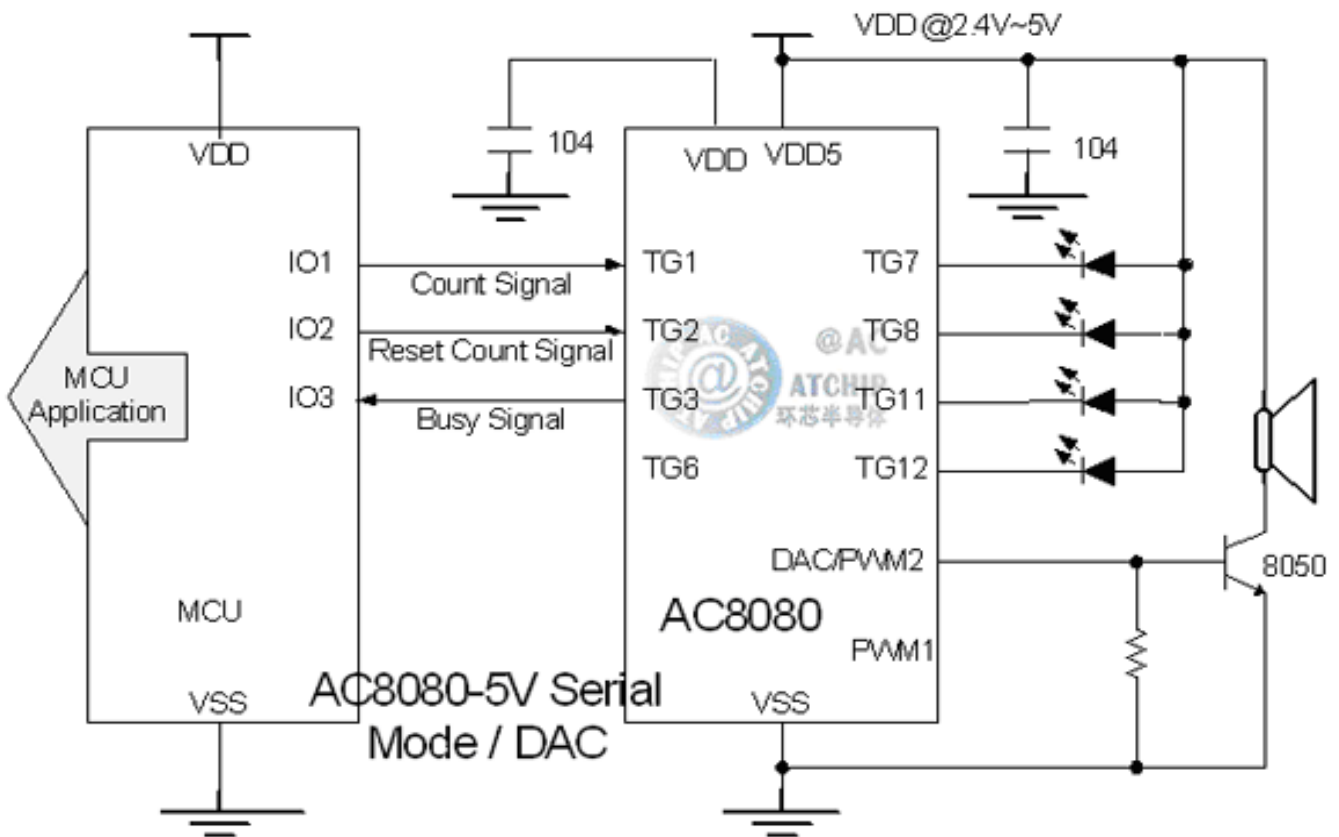 VDD@2.4V~5V
104
104
VDD
VDD VDD5
IO1
Count Signal
TG1
TG7
IO2
Reset Count Signal
TG2
TG8
@AC
MCU
Application
IO3
Busy Signal
TG3
ATCHIP
TG11
环芯半导体
TG6
TG12
DAC/PWM2
8050
MCU
AC8080
PWM1
AC8080-5V Serial
Mode / DAC
VSS
VSS